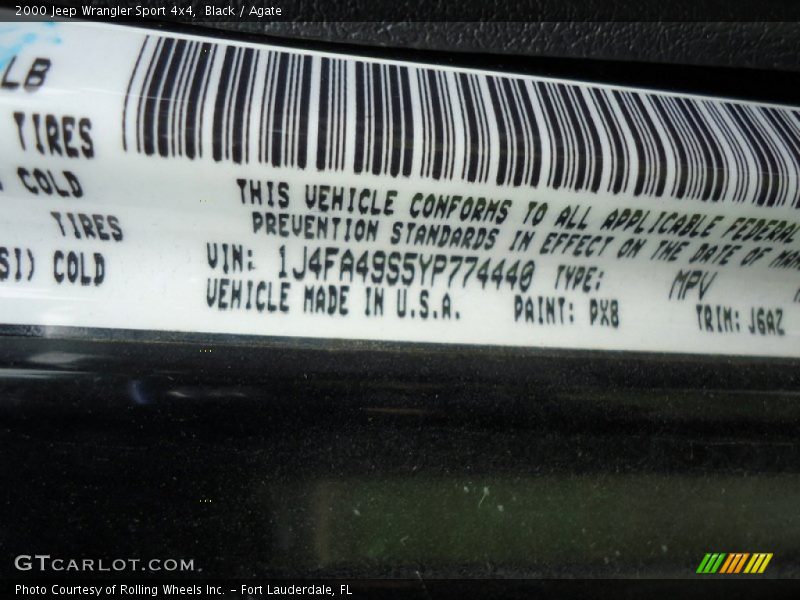 2000 Jeep Wrangler Sport 4x4, Black / Agate
LB
TIRES
COLD
TIRES
SI) COLD
THIS VEHICLE CONFORMS TO ALL APPLICABLE FEDERAL
PREVENTION STANDARDS IN EFFECT ON THE DATE OF
VIN: 1J4FA49S5YP774440 TYPE: MPV
VEHICLE MADE IN U.S.A. PAINT: PX8 TRIM: J6AZ
GTCARLOT.COM
Photo Courtesy of Rolling Wheels Inc. – Fort Lauderdale, FL